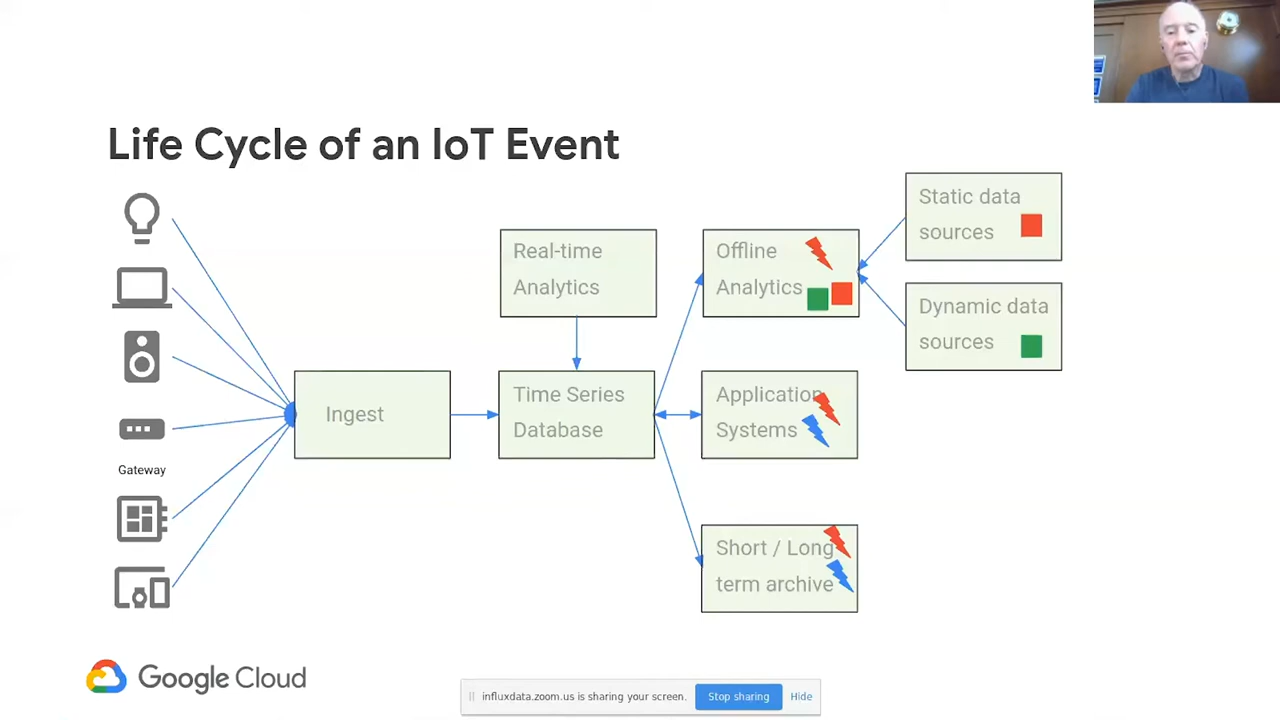 Life Cycle of an IoT Event
Gateway
Ingest
Real-time
Analytics
Time Series
Database
Offline
Analytics
Application
Systems
Short / Long
term archive
Static data
sources
Dynamic data
sources
Google Cloud
influxdata.zoom.us is sharing your screen.
Stop sharing
Hide